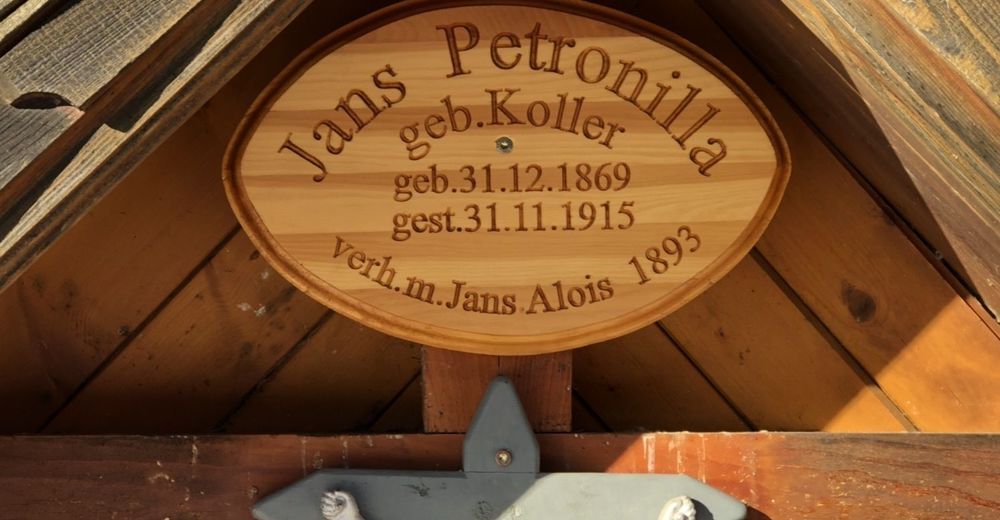 Jans Petronilla
geb.Koller
geb.31.12.1869
gest.31.11.1915
verh.m.Jans Alois 1893